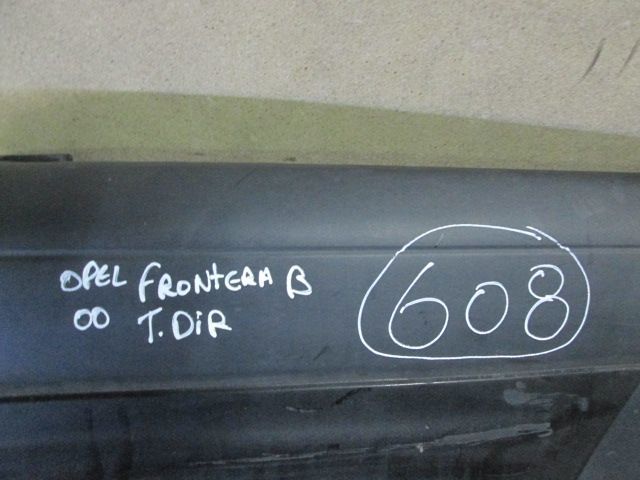 OPEL FRONTERA B
00 T.DiR
608